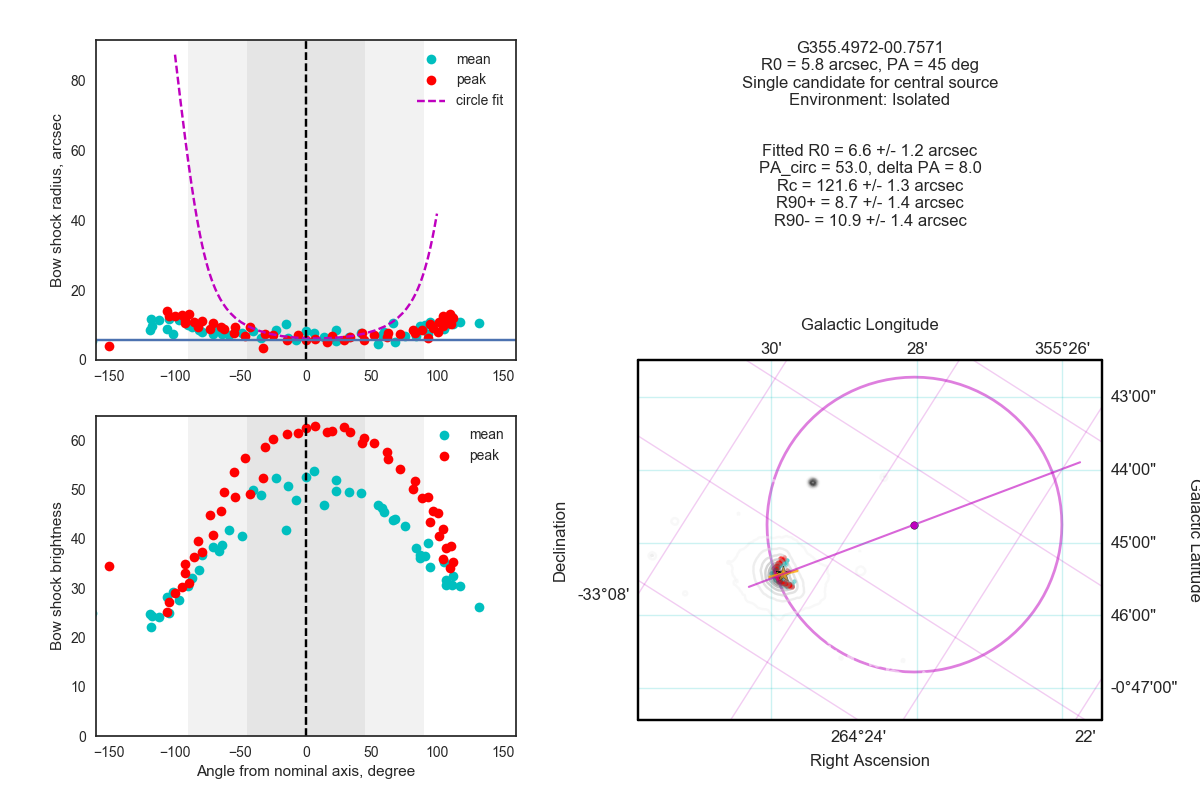 G355.4972-00.7571
R0 = 5.8 arcsec, PA = 45 deg
Single candidate for central source
Environment: Isolated
Fitted R0 = 6.6 +/- 1.2 arcsec
PA_circ = 53.0, delta PA = 8.0
Rc = 121.6 +/- 1.3 arcsec
R90+ = 8.7 +/- 1.4 arcsec
R90- = 10.9 +/- 1.4 arcsec
Bow shock radius, arcsec
80
60
40
20
0
−150 −100 −50 0 50 100 150
mean
peak
circle fit
Bow shock brightness
60
50
40
30
20
10
0
−150 −100 −50 0 50 100 150
Angle from nominal axis, degree
mean
peak
Galactic Longitude
30' 28' 355°26'
43'00"
44'00"
45'00"
46'00"
-0°47'00"
Galactic Latitude
Declination
-33°08'
264°24' 22'
Right Ascension